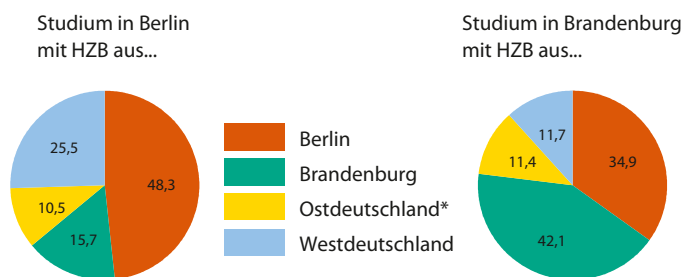 Studium in Berlin
mit HZB aus...
25,5
48,3
10,5
15,7
Berlin
Brandenburg
Ostdeutschland*
Westdeutschland
Studium in Brandenburg
mit HZB aus...
11,7
34,9
11,4
42,1